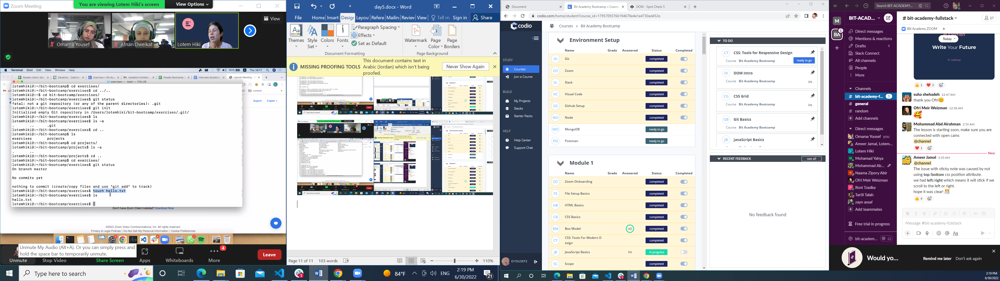 Zoom Meeting
You are viewing Lotem Hiki's screen
View Options
View
Omama Yousef
Afnan Dweikat
Lotem Hiki
Terminal Shell Edit View Window Help
100%
Thu 14:17
Rawabi cohort data
Elevation - Calenda
Overview « Bit Aca
Updated invitation
Rawabi Bootcamp
Interview Question
Launch Meeting - Z
exercises — -bash — 105×28
lotemhiki@:~/bit-bootcamp$ cd exercises/
lotemhiki@:~/bit-bootcamp/exercises$ cd ../..
lotemhiki@:~$ cd bit-bootcamp/exercises/
lotemhiki@:~/bit-bootcamp/exercises$ git status
fatal: not a git repository (or any of the parent directories): .git
lotemhiki@:~/bit-bootcamp/exercises$ git init
Initialized empty Git repository in /Users/lotemhiki/bit-bootcamp/exercises/.git/
lotemhiki@:~/bit-bootcamp/exercises$ ls
lotemhiki@:~/bit-bootcamp/exercises$ ls -a
. .. .git
lotemhiki@:~/bit-bootcamp/exercises$ cd ..
lotemhiki@:~/bit-bootcamp$ ls
exercises projects
lotemhiki@:~/bit-bootcamp$ cd projects/
lotemhiki@:~/bit-bootcamp/projects$ ls -a
. ..
lotemhiki@:~/bit-bootcamp/projects$ cd ..
lotemhiki@:~/bit-bootcamp$ cd exercises/
lotemhiki@:~/bit-bootcamp/exercises$ git status
On branch master
No commits yet
nothing to commit (create/copy files and use "git add" to track)
lotemhiki@:~/bit-bootcamp/exercises$ touch hello.txt
lotemhiki@:~/bit-bootcamp/exercises$ ls
hello.txt
lotemhiki@:~/bit-bootcamp/exercises$
content
Support English
Don't have Zoom Client installed? Download Now
©2022 Zoom Video Communications, Inc. All rights reserved.
Privacy & Legal Policies | Do Not Sell My Personal Information | Cookie Preferences
Unmute My Audio (Alt+A). Or you can simply press and
hold the space bar to temporarily unmute.
Unmute
Stop Video
Share Screen
Apps
Whiteboards
4
More
Leave
Type here to search
84°F
ENG
2:19 PM
6/30/2022
21
day5.docx - Word
File Home Insert Design Layou Refere Mailin Review View Tell m Sign in Share
Themes
Style
Set
Colors
Fonts
Paragraph Spacing
Effects
Set as Default
Watermark
Page
Color
Page
Borders
Document Formatting
Page Background
MISSING PROOFING TOOLS
This document contains text in
Arabic (Jordan) which isn't being
proofed.
Never Show Again
Page 11 of 11
103 words
110%
Document
Bit Academy Bootcamp « Course
DOM - Spot Check 5
codio.com/home/student?course_id=17957093766194678e4e1e4730ad452e
codio
Courses > Bit Academy Bootcamp
STUDY
Courses
Join a Course
BUILD
My Projects
Stacks
Starter Packs
HELP
Help Center
Support Chat
OYOUSEF2
Environment Setup
Name Grade Answered Status Completed
GI Git completed
ZO Zoom completed
SL Slack completed
VC Visual Code completed
GS Github Setup completed
NO Node completed
MO MongoDB ready to go
PO Postman ready to go
Module 1
Name Grade Answered Status Completed
ZO Zoom Onboarding completed
FS File Setup Basics completed
HB HTML Basics completed
CB CSS Basics completed
BM Box Model All completed
CT CSS: Tools For Modern D
esign completed
JB JavaScript Basics 0% in progress
SC Scope completed
TO DO
CT CSS: Tools for Responsive Design
Course Bit Academy Bootcamp ready to go
DI DOM Intro
Course Bit Academy Bootcamp 0%
CG CSS Grid
Course Bit Academy Bootcamp 0%
GB Git Basics
Course Bit Academy Bootcamp
JB JavaScript Basics
RECENT FEEDBACK see all
No feedback found
Search BIT-ACADEMY...
M
BA
1
BIT-ACAD...
Direct messages
Mentions & reactions
Drafts 1
Slack Connect
All channels
People
More
Channels
# bit-academy-f... 1
# general
# random
Add channels
Direct messages
Omama Yousef you
Ameer Jamal, Lotem...
Lotem Hiki
Mohamad Yahya
Mohammad Ab...
Naama Zipory Abir
Ofri Meir Weizman
Roni Tzadka
Tartil Talah
zayn assaf
Add teammates
Free trial in progress
bit-academ...
# bit-academy-fullstack
27
Bit Academy ZOOM
Today
Write Your Future
1 3
suha shehadeh 12:47 AM
thank you Ofri
Ofri Meir Weizman 12:58 AM
Mohammad Abd Alrahman 2:59 AM
The lesson is starting soon, make sure you are
connected with open cams
@channel
1
New
Ameer Jamal 3:35 AM
@channel
The issue with sticky note was caused by not
using top/bottom css position attribute.
we had left/right which means it will stick if we
scroll to the left or right.
hope it was clear!
4
Message #bit-academy-fullstack
Would yo...
Remind me later
Don't ask again
2:19 PM
6/30/2022